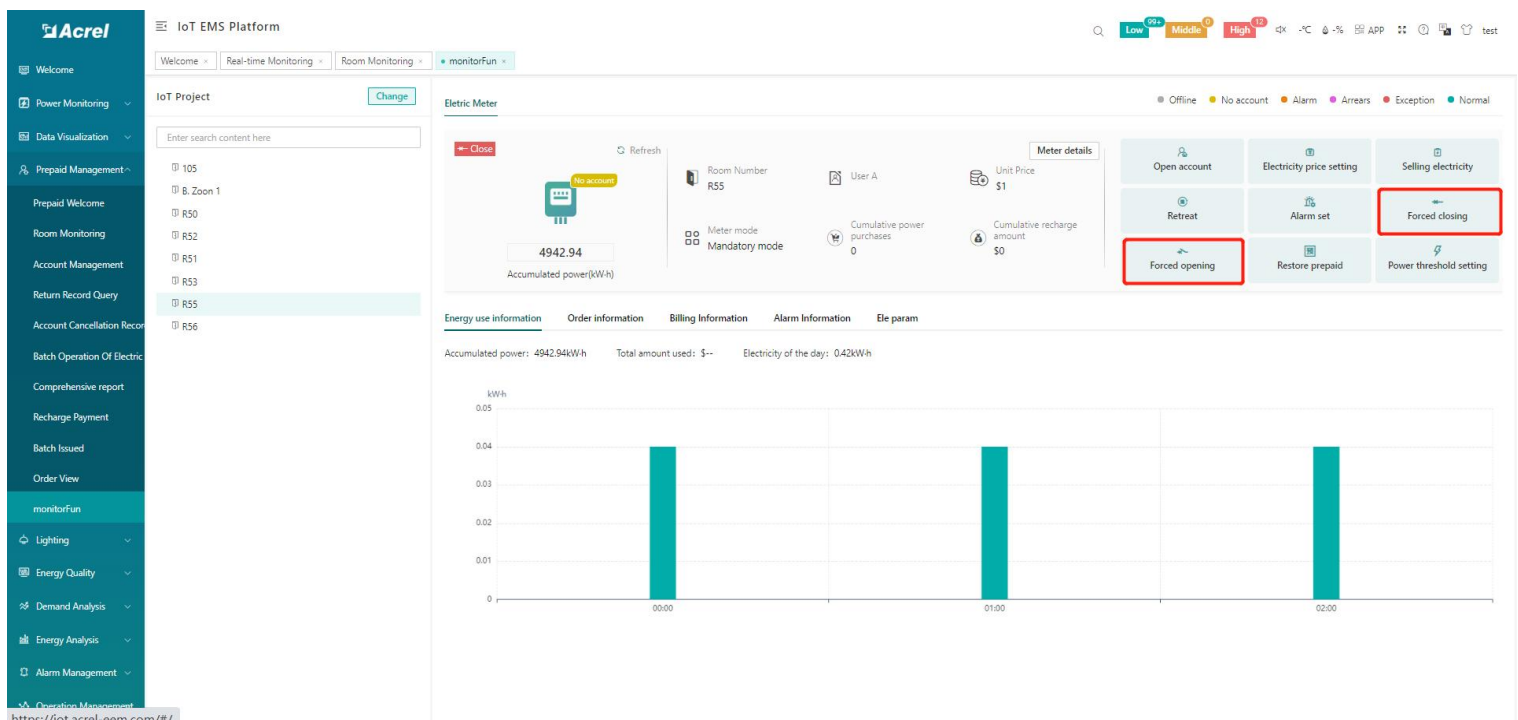 Acrel
IoT EMS Platform
Low 99+ Middle 0 High 12 -℃ -% APP test
Welcome × Real-time Monitoring × Room Monitoring × monitorFun ×
Welcome
Power Monitoring
Data Visualization
Prepaid Management
Prepaid Welcome
Room Monitoring
Account Management
Return Record Query
Account Cancellation Recor
Batch Operation Of Electric
Comprehensive report
Recharge Payment
Batch Issued
Order View
monitorFun
Lighting
Energy Quality
Demand Analysis
Energy Analysis
Alarm Management
Operation Management
https://iot.acrel-eem.com/#/
IoT Project Change
Enter search content here
105
B. Zoon 1
R50
R52
R51
R53
R55
R56
Eletric Meter
Offline No account Alarm Arrears Exception Normal
Close Refresh
No account
4942.94
Accumulated power(kW·h)
Meter details
Room Number
R55
User A
Unit Price
$1
Meter mode
Mandatory mode
Cumulative power
purchases
0
Cumulative recharge
amount
$0
Open account Electricity price setting Selling electricity
Retreat Alarm set Forced closing
Forced opening Restore prepaid Power threshold setting
Energy use information Order information Billing Information Alarm Information Ele param
Accumulated power: 4942.94kW·h Total amount used: $-- Electricity of the day: 0.42kW·h
kW·h
0.05
0.04
0.03
0.02
0.01
0
00:00 01:00 02:00